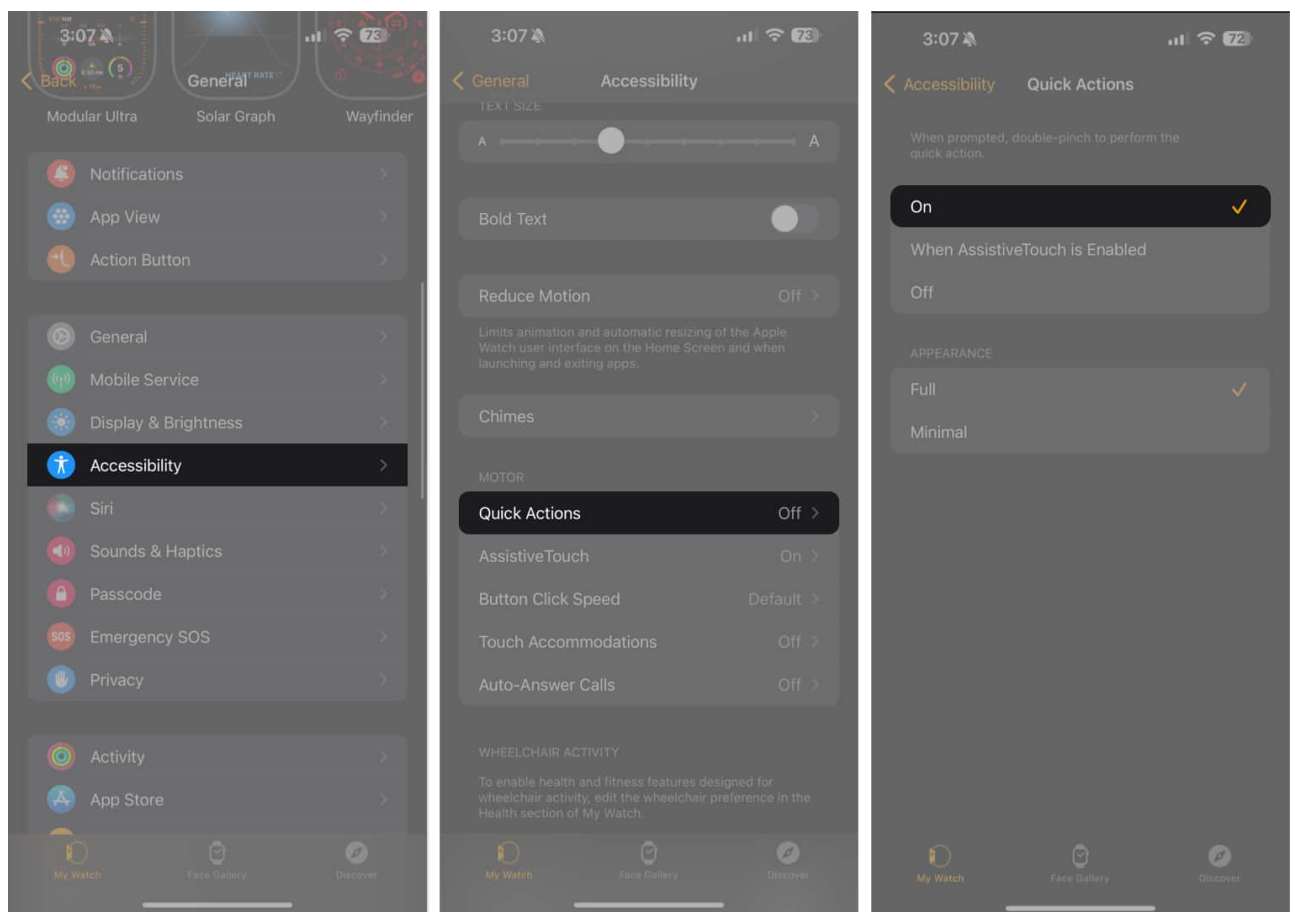 3:07
73
Back
General
HEART RATE
Modular Ultra
Solar Graph
Wayfinder
Notifications
App View
Action Button
General
Mobile Service
Display & Brightness
Accessibility
Siri
Sounds & Haptics
Passcode
SOS
Emergency SOS
Privacy
Activity
App Store
My Watch
Face Gallery
Discover
3:07
73
General
Accessibility
TEXT SIZE
A
A
Bold Text
Reduce Motion
Off
Limits animation and automatic resizing of the Apple
Watch user interface on the Home Screen and when
launching and exiting apps.
Chimes
MOTOR
Quick Actions
Off
AssistiveTouch
On
Button Click Speed
Default
Touch Accommodations
Off
Auto-Answer Calls
Off
WHEELCHAIR ACTIVITY
To enable health and fitness features designed for
wheelchair activity, edit the wheelchair preference in the
Health section of My Watch.
My Watch
Face Gallery
Discover
3:07
72
Accessibility
Quick Actions
When prompted, double-pinch to perform the
quick action.
On
When AssistiveTouch is Enabled
Off
APPEARANCE
Full
Minimal
My Watch
Face Gallery
Discover